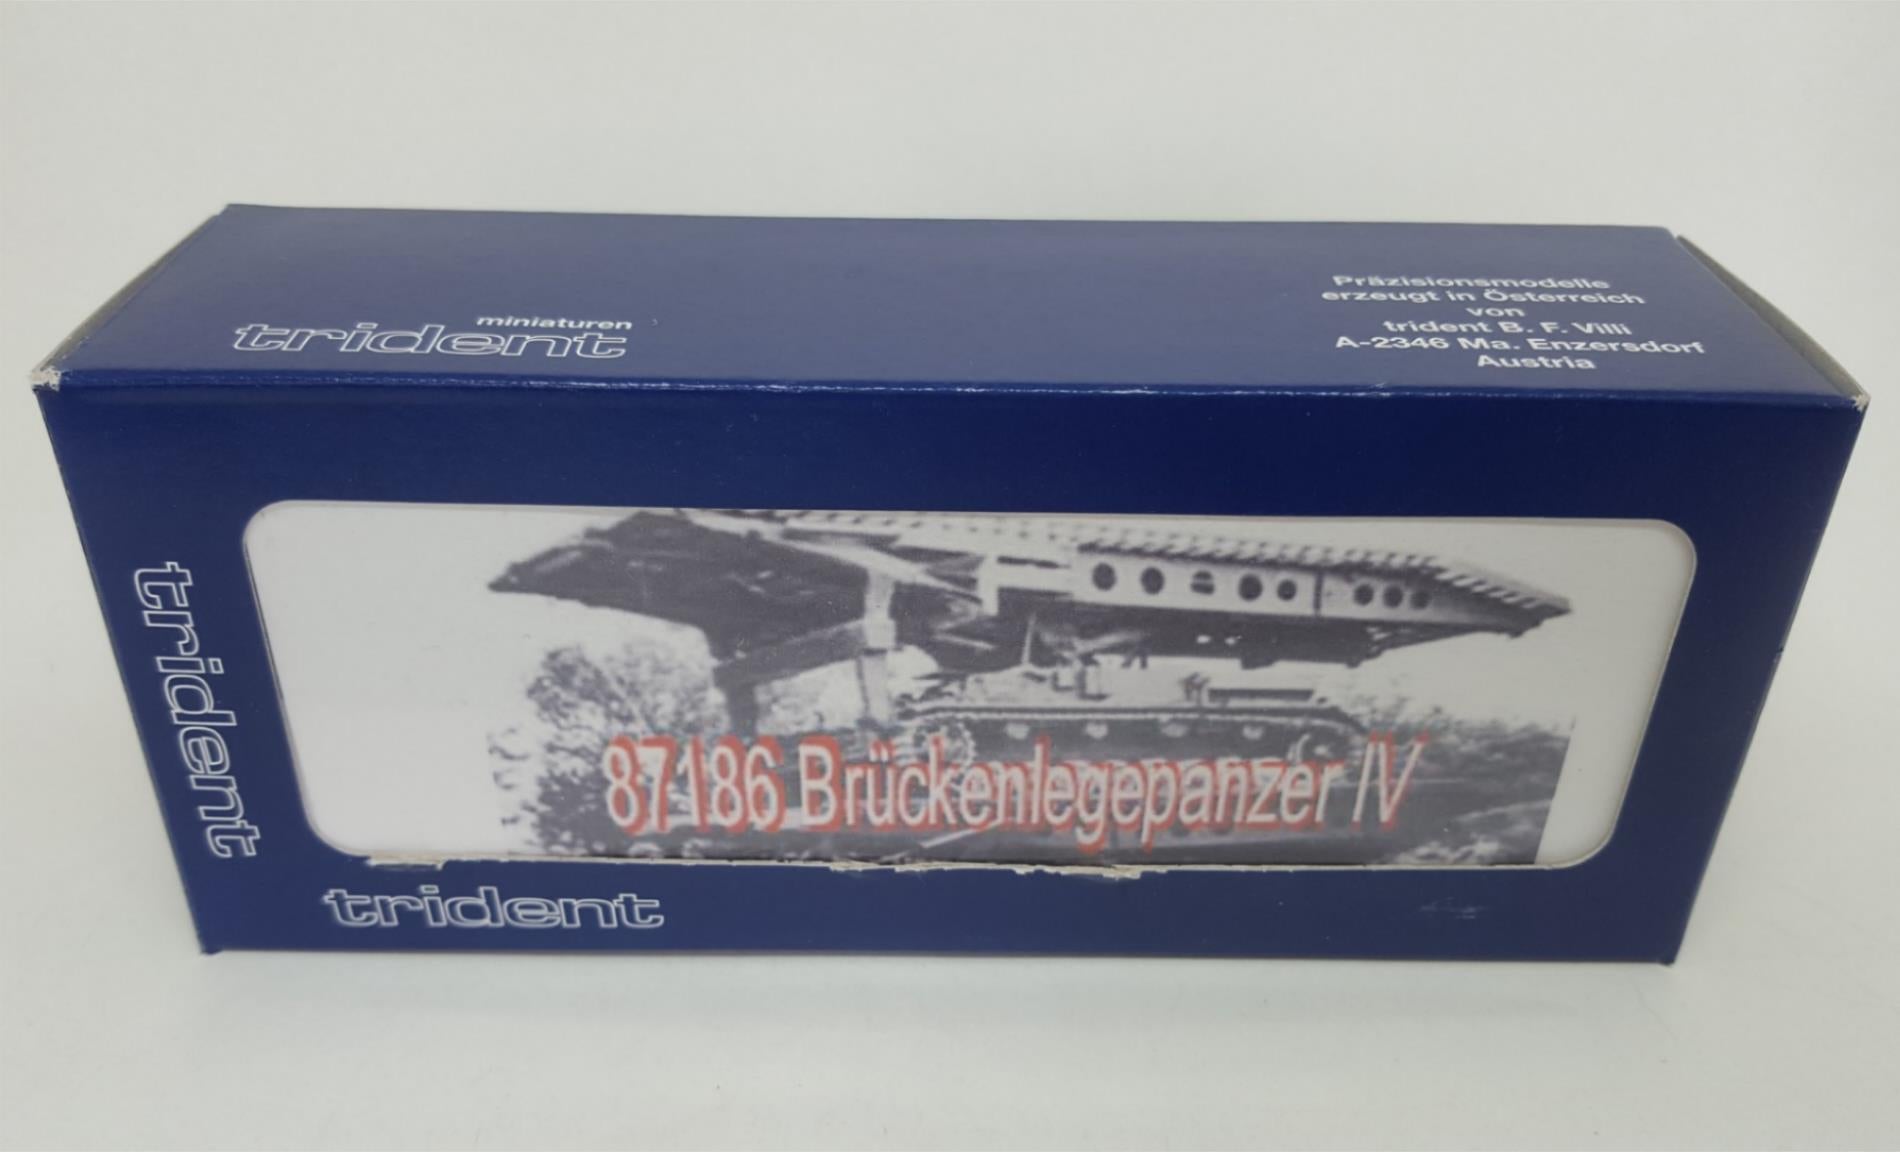 miniaturen
trident
Präzisionsmodelle
erzeugt in Österreich
von
trident B. F. Villi
A-2346 Ma. Enzersdorf
Austria
trident
87186 Brückenlegepanzer IV
trident